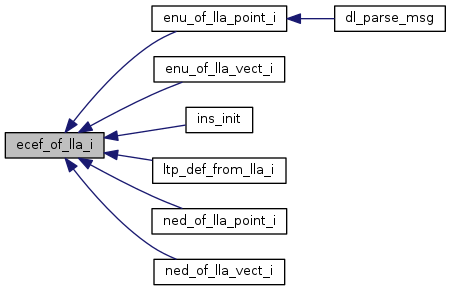 enu_of_lla_point_i
dl_parse_msg
enu_of_lla_vect_i
ins_init
ecef_of_lla_i
ltp_def_from_lla_i
ned_of_lla_point_i
ned_of_lla_vect_i